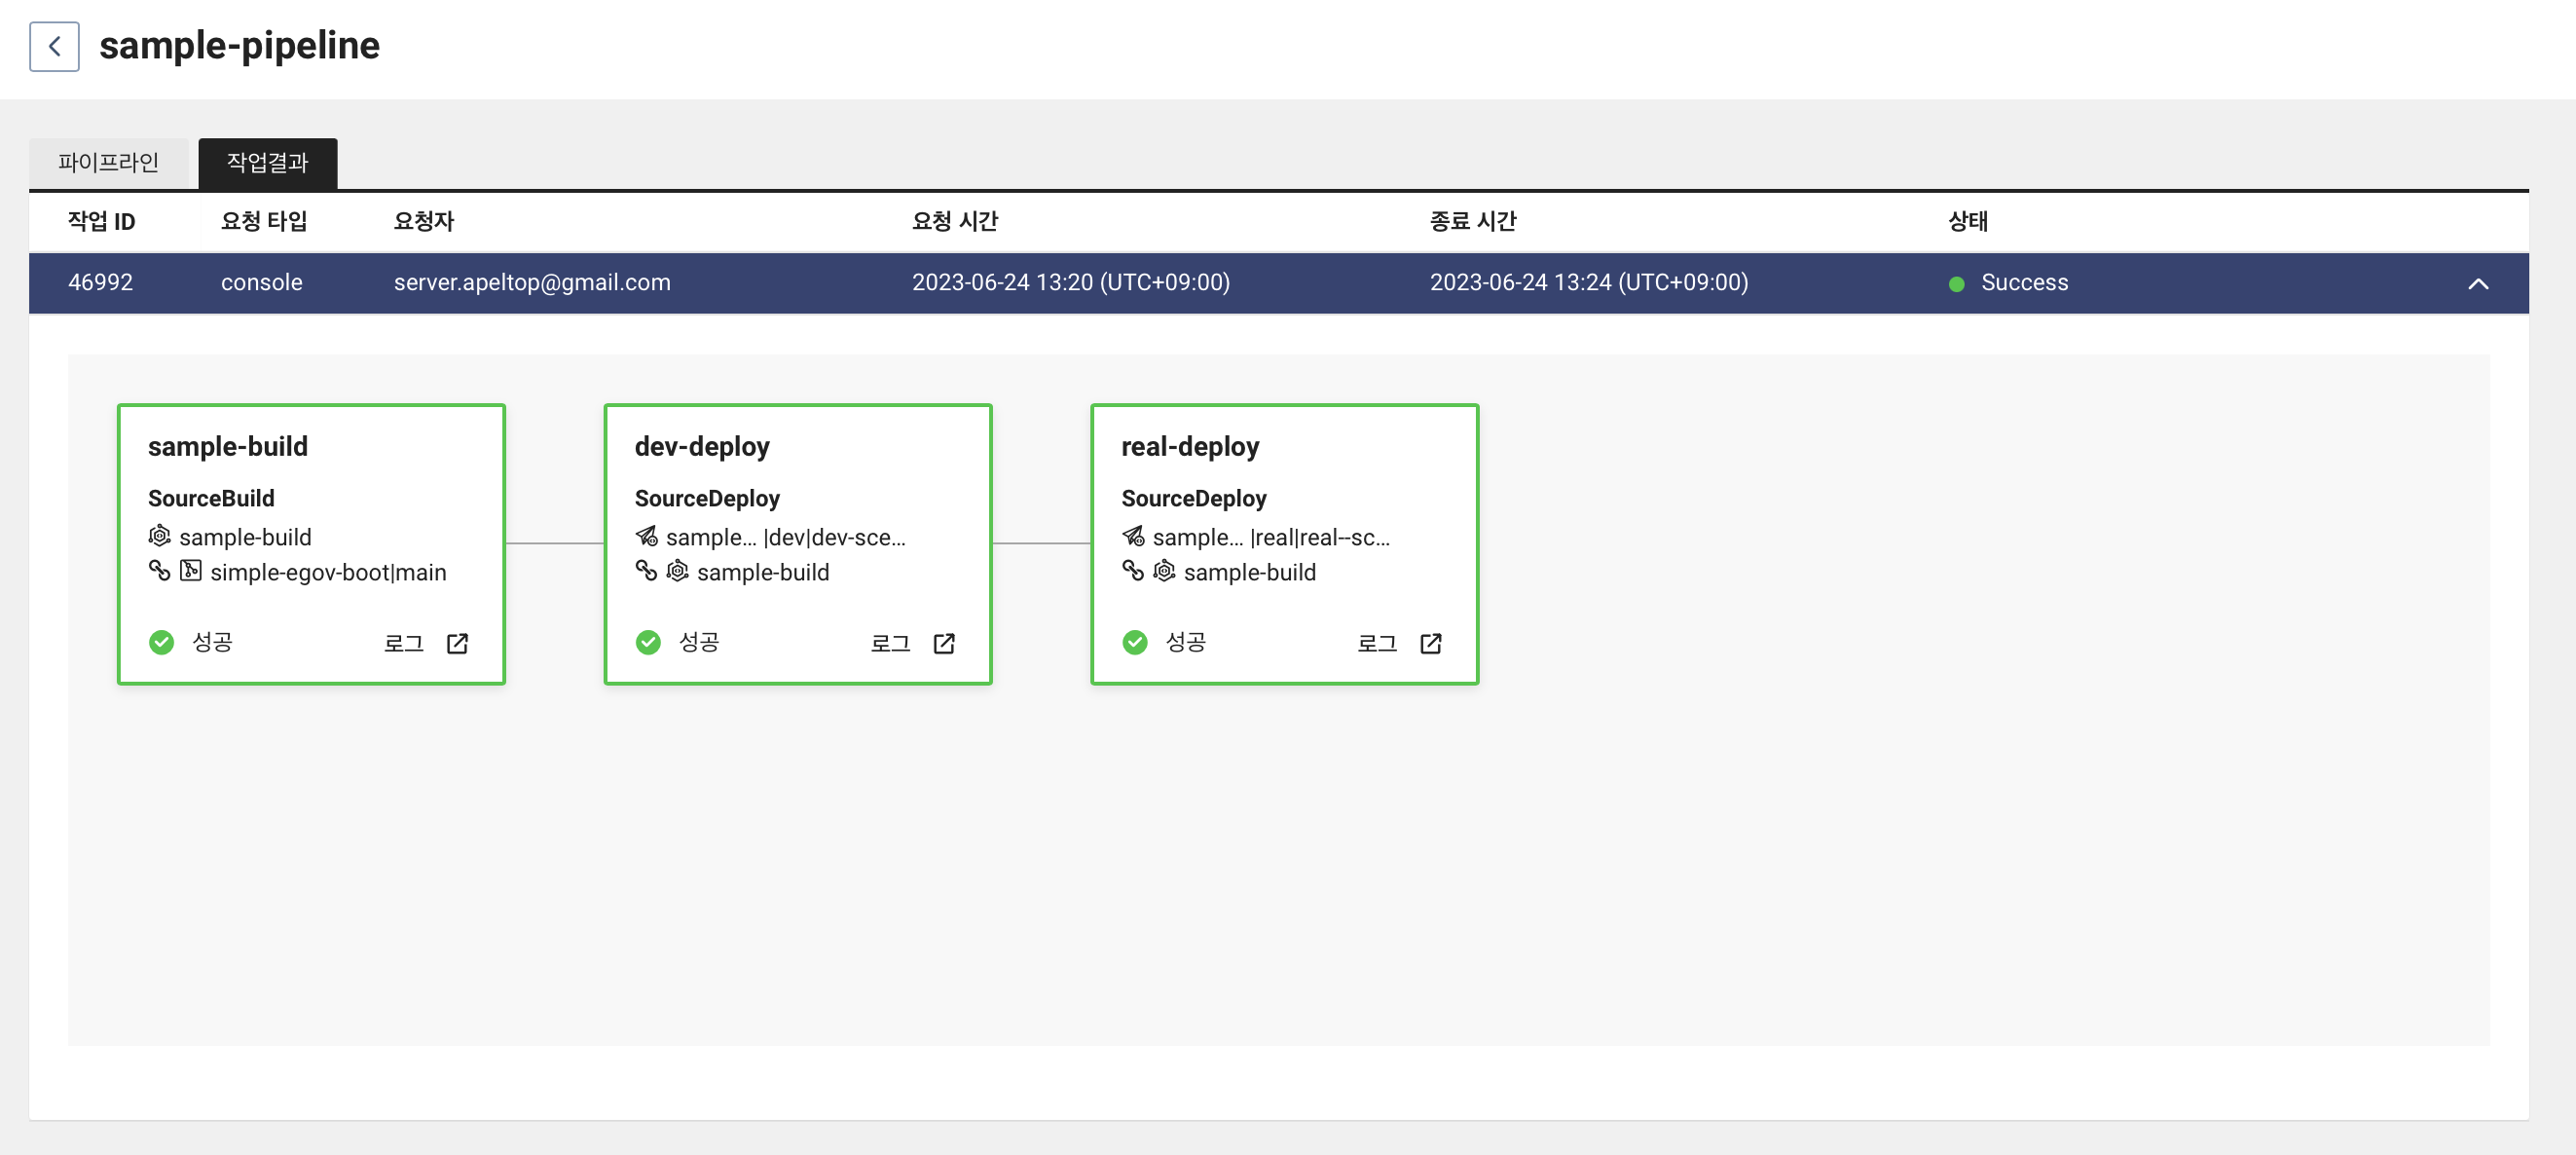 sample-pipeline
파이프라인 작업결과
작업 ID 요청 타입 요청자 요청 시간 종료 시간 상태
46992 console server.apeltop@gmail.com 2023-06-24 13:20 (UTC+09:00) 2023-06-24 13:24 (UTC+09:00) Success
sample-build
SourceBuild
sample-build
simple-egov-boot|main
성공 로그
dev-deploy
SourceDeploy
sample... |dev|dev-sce...
sample-build
성공 로그
real-deploy
SourceDeploy
sample... |real|real--sc...
sample-build
성공 로그